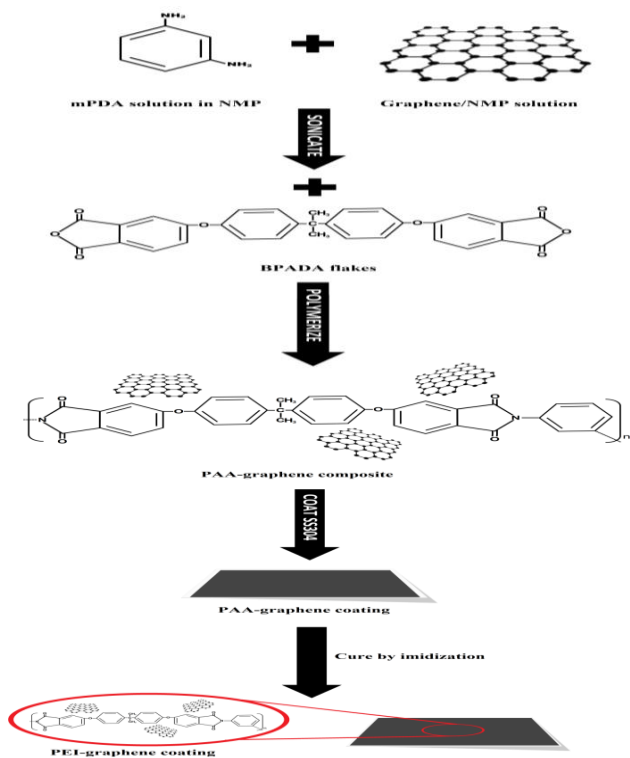 NH₂
NH₂
mPDA solution in NMP
Graphene/NMP solution
SONICATE
O
O
O
O
CH₃
C
CH₃
O
O
O
O
BPADA flakes
POLYMERIZE
N
O
O
O
CH₃
C
CH₃
O
O
O
N
n
PAA-graphene composite
COAT SS304
PAA-graphene coating
Cure by imidization
PEI-graphene coating